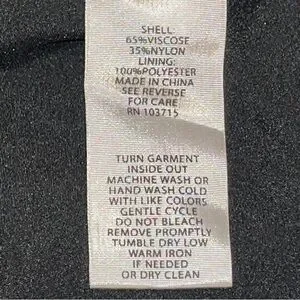 SHELL
65%VISCOSE
35%NYLON
LINING:
100%POLYESTER
MADE IN CHINA
SEE REVERSE
FOR CARE
RN 103715
TURN GARMENT
INSIDE OUT
MACHINE WASH OR
HAND WASH COLD
WITH LIKE COLORS
GENTLE CYCLE
DO NOT BLEACH
REMOVE PROMPTLY
TUMBLE DRY LOW
WARM IRON
IF NEEDED
OR DRY CLEAN